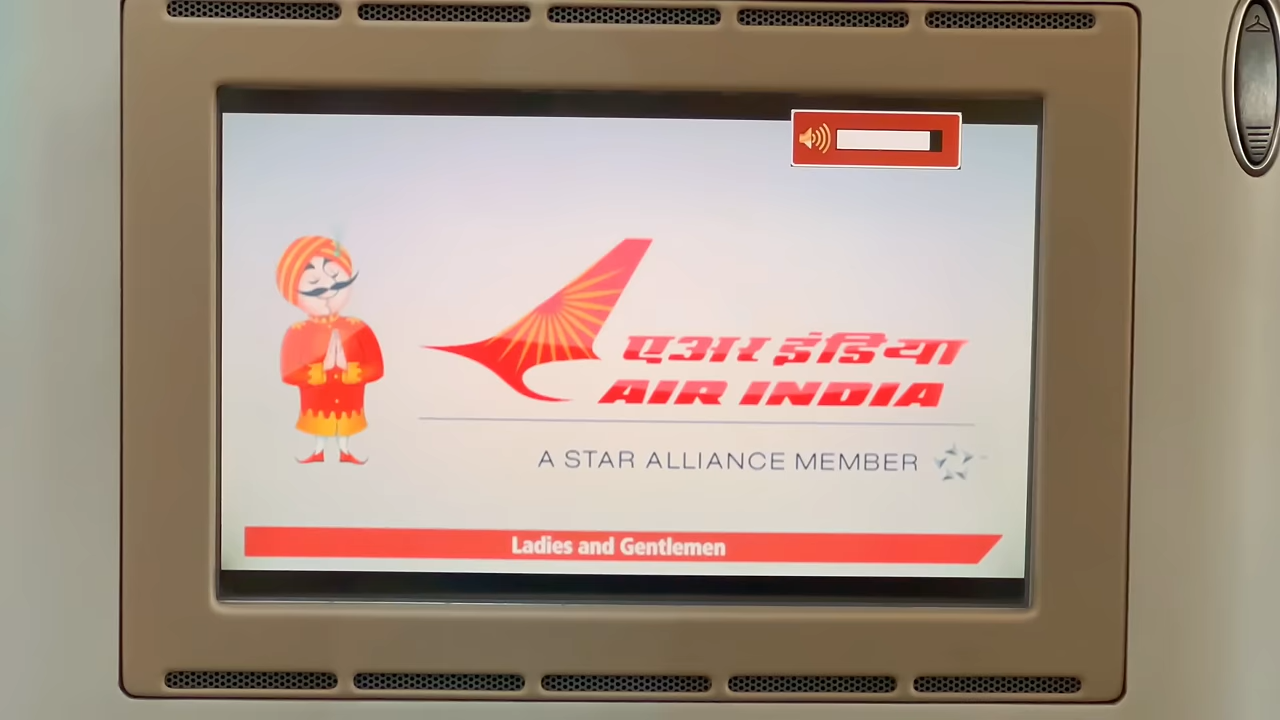 एअर इंडिया
AIR INDIA
A STAR ALLIANCE MEMBER
Ladies and Gentlemen